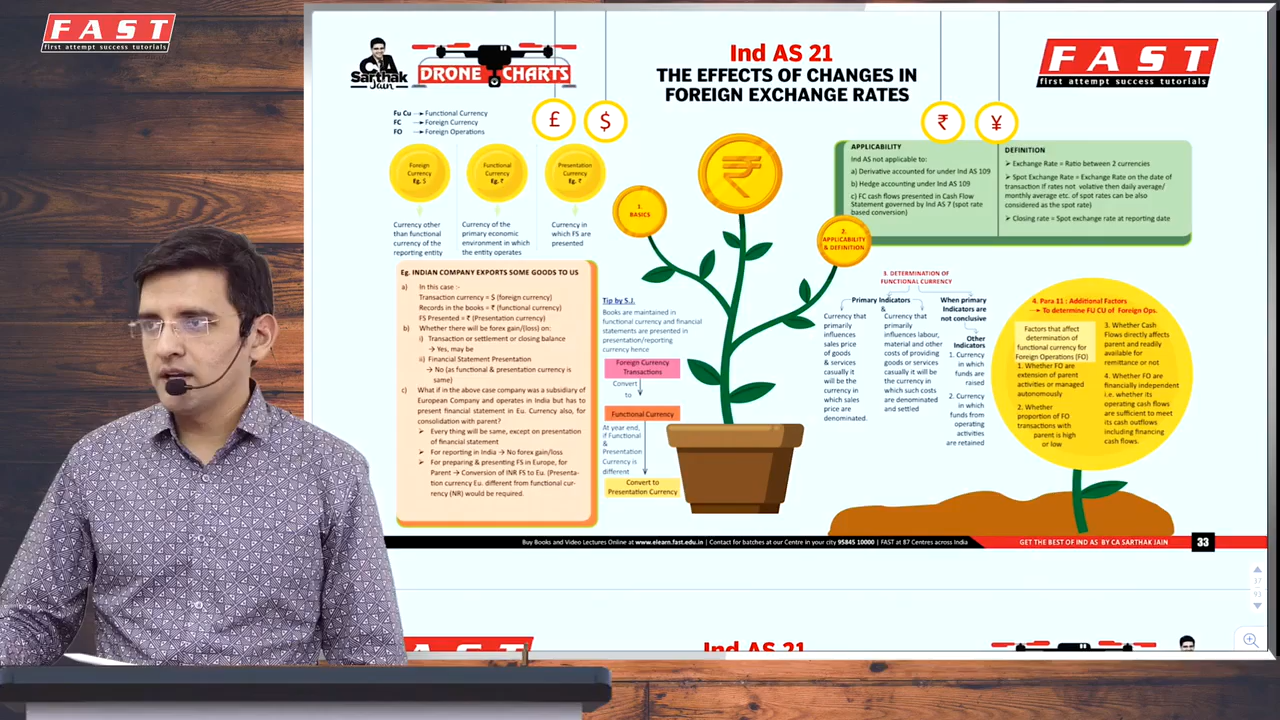 FAST
first attempt success tutorials
CA
Sarthak
Jain
DRONE CHARTS
Ind AS 21
THE EFFECTS OF CHANGES IN
FOREIGN EXCHANGE RATES
FAST
first attempt success tutorials
Fu Cu → Functional Currency
FC → Foreign Currency
FO → Foreign Operations
£
$
₹
¥
Foreign
Currency
Eg. $
Functional
Currency
Eg. ₹
Presentation
Currency
Eg. ₹
Currency other
than functional
currency of the
reporting entity
Currency of the
primary economic
environment in which
the entity operates
Currency in
which FS are
presented
Eg. INDIAN COMPANY EXPORTS SOME GOODS TO US
a) In this case :-
Transaction currency = $ (foreign currency)
Records in the books = ₹ (functional currency)
FS Presented = ₹ (Presentation currency)
b) Whether there will be forex gain/(loss) on:
i) Transaction or settlement or closing balance
→ Yes, may be
ii) Financial Statement Presentation
→ No (as functional & presentation currency is
same)
c) What if in the above case company was a subsidiary of
European Company and operates in India but has to
present financial statement in Eu. Currency also, for
consolidation with parent?
➢ Every thing will be same, except on presentation
of financial statement
➢ For reporting in India → No forex gain/loss
➢ For preparing & presenting FS in Europe, for
Parent → Conversion of INR FS to Eu. (Presenta-
tion currency Eu. different from functional cur-
rency (NR) would be required.
1.
BASICS
₹
2.
APPLICABILITY
& DEFINITION
Tip by S.J.
Books are maintained in
functional currency and financial
statements are presented in
presentation/reporting
currency hence
Foreign Currency
Transactions
Convert
to
Functional Currency
At year end,
if Functional
&
Presentation
Currency is
different
Convert to
Presentation Currency
APPLICABILITY
Ind AS not applicable to:
a) Derivative accounted for under Ind AS 109
b) Hedge accounting under IND AS 109
c) FC cash flows presented in Cash Flow
Statement governed by Ind AS 7 (spot rate
based conversion)
DEFINITION
➢ Exchange Rate = Ratio between 2 currencies
➢ Spot Exchange Rate = Exchange Rate on the date of
transaction if rates not volative then daily average/
monthly average etc. of spot rates can be also
considered as the spot rate)
➢ Closing rate = Spot exchange rate at reporting date
3. DETERMINATION OF
FUNCTIONAL CURRENCY
Primary Indicators
&
Currency that
primarily
influences
sales price
of goods
& services
casually it
will be the
currency in
which sales
price are
denominated.
Currency that
primarily
influences labour,
material and other
costs of providing
goods or services
casually it will be
the currency in
which such costs
are denominated
and settled
When primary
Indicators are
not conclusive
Other
Indicators
1. Currency
in which
funds are
raised
2. Currency
in which
funds from
operating
activities
are retained
4. Para 11 : Additional Factors
→ To determine FU CU of Foreign Ops.
Factors that affect
determination of
functional currency for
Foreign Operations (FO)
1. Whether FO are
extension of parent
activities or managed
autonomously
2. Whether
proportion of FO
transactions with
parent is high
or low
3. Whether Cash
Flows directly affects
parent and readily
available for
remittance or not
4. Whether FO are
financially independent
i.e. whether its
operating cash flows
are sufficient to meet
its cash outflows
including financing
cash flows.
Buy Books and Video Lectures Online at www.elearn.fast.edu.in | Contact for batches at our Centre in your city 95845 10000 | FAST at 87 Centres across India
GET THE BEST OF IND AS BY CA SARTHAK JAIN
33
37
93
Ind AS 21